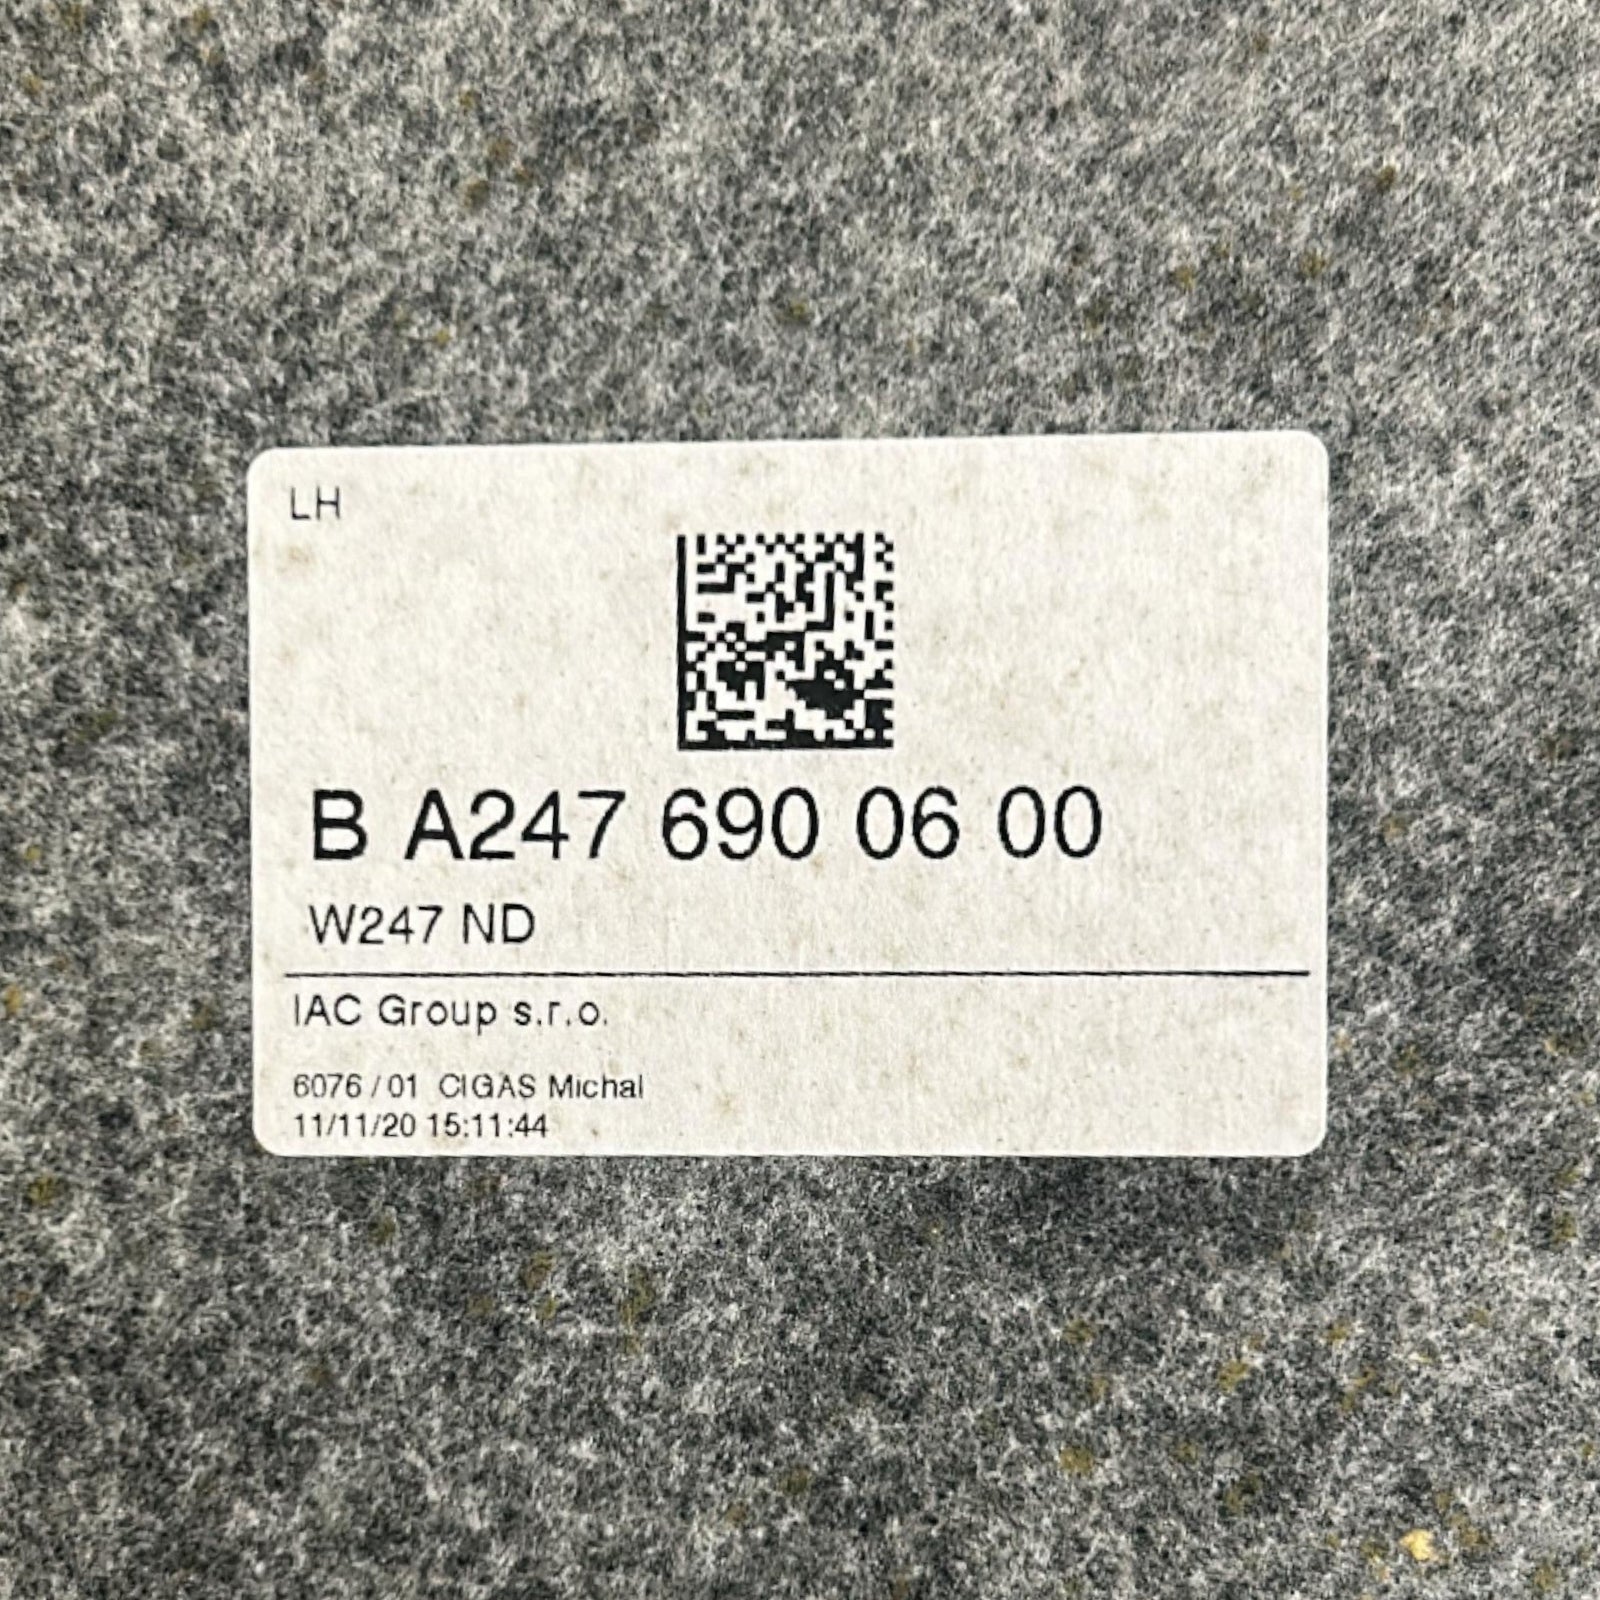 LH
B A247 690 06 00
W247 ND
IAC Group s.r.o.
6076 / 01 CIGAS Michal
11/11/20 15:11:44